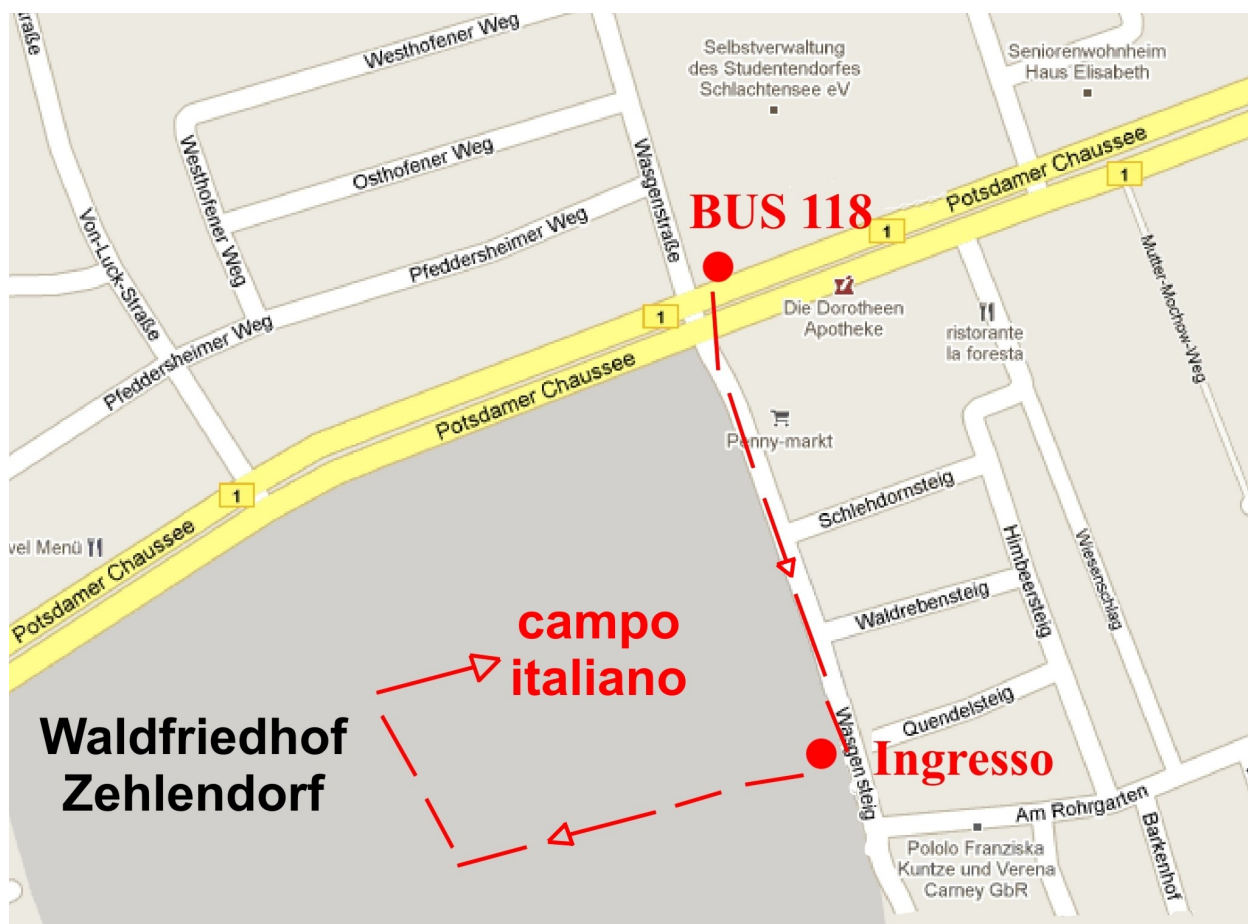 raße
Westhofener Weg
Selbstverwaltung
des Studentendorfes
Schlachtensee eV
Seniorenwohnheim
Haus Elisabeth
Westhofener Weg
Osthofener Weg
Wasgenstraße
Potsdamer Chaussee
1
BUS 118
1
Von-Luck-Straße
Pfeddersheimer Weg
Mutter-Mochow-Weg
Die Dorotheen
Apotheke
1
ristorante
la foresta
Pfeddersheimer Weg
Potsdamer Chaussee
Penny-markt
1
Schlehdornsteig
vel Menü
Potsdamer Chaussee
Himbeersteig
Wiesenschlag
Waldrebensteig
campo
italiano
Quendelsteig
Wasgensteig
Waldfriedhof
Zehlendorf
Ingresso
Am Rohrgarten
Barkenhof
Pololo Franziska
Kuntze und Verena
Carney GbR